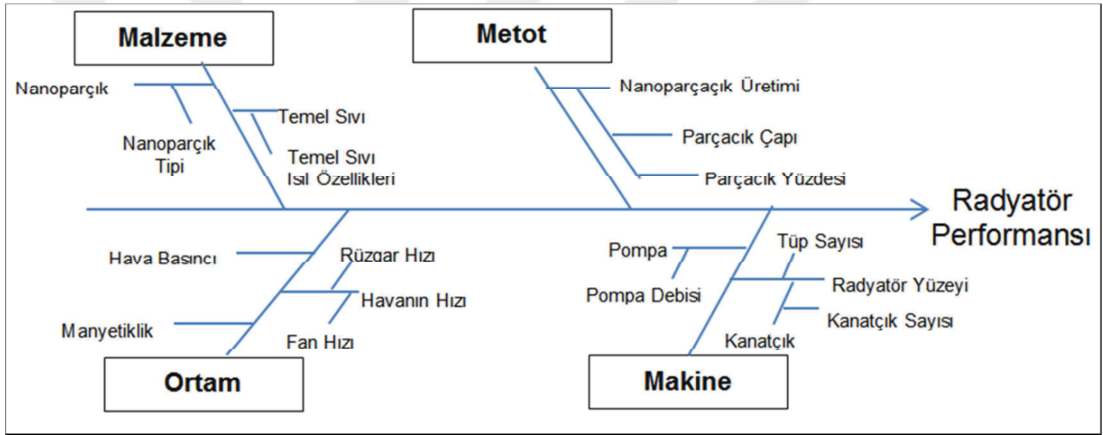 Malzeme
Metot
Nanoparçık
Nanoparçık
Tipi
Temel Sıvı
Temel Sıvı
Isıl Özellikleri
Nanoparçaçık Üretimi
Parçacık Çapı
Parçacık Yüzdesi
Radyatör
Performansı
Hava Basıncı
Rüzgar Hızı
Havanın Hızı
Manyetiklik
Fan Hızı
Pompa
Pompa Debisi
Tüp Sayısı
Radyatör Yüzeyi
Kanatçık Sayısı
Kanatçık
Ortam
Makine